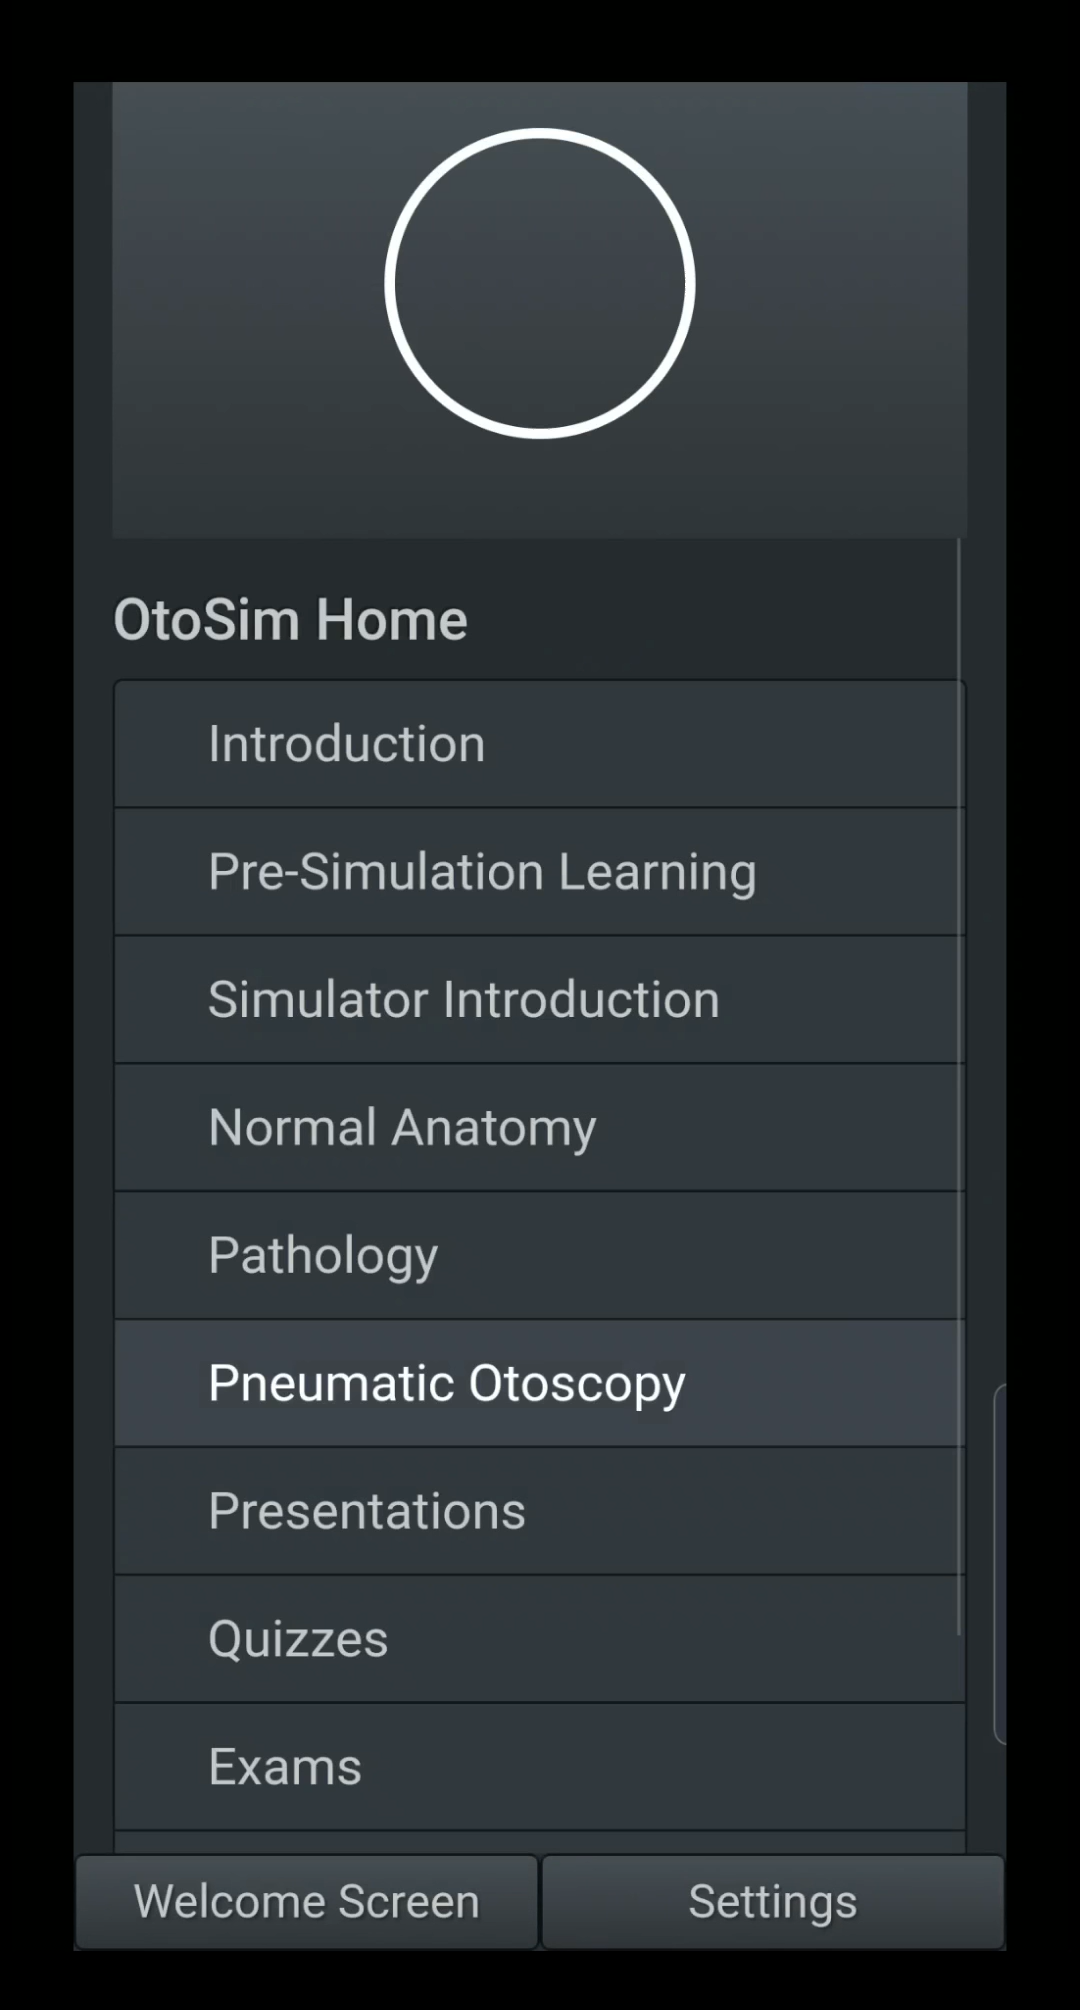 OtoSim Home
Introduction
Pre-Simulation Learning
Simulator Introduction
Normal Anatomy
Pathology
Pneumatic Otoscopy
Presentations
Quizzes
Exams
Welcome Screen
Settings